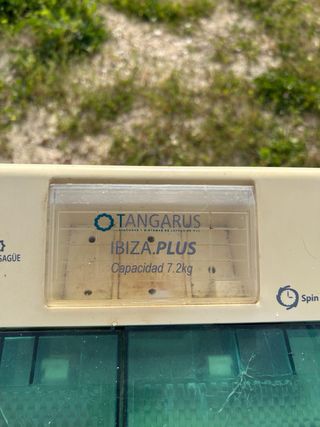 TANGARUS
IBIZA.PLUS
SAGÜE
Capacidad 7.2kg
Spin